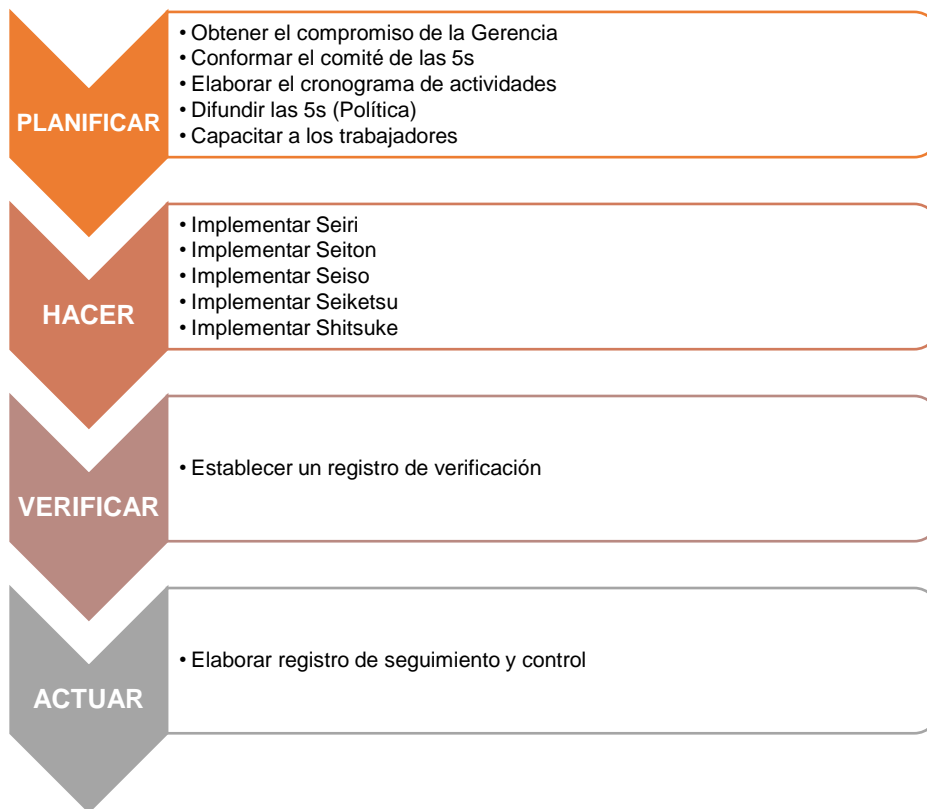 PLANIFICAR
• Obtener el compromiso de la Gerencia
• Conformar el comité de las 5s
• Elaborar el cronograma de actividades
• Difundir las 5s (Política)
• Capacitar a los trabajadores
HACER
• Implementar Seiri
• Implementar Seiton
• Implementar Seiso
• Implementar Seiketsu
• Implementar Shitsuke
VERIFICAR
• Establecer un registro de verificación
ACTUAR
• Elaborar registro de seguimiento y control